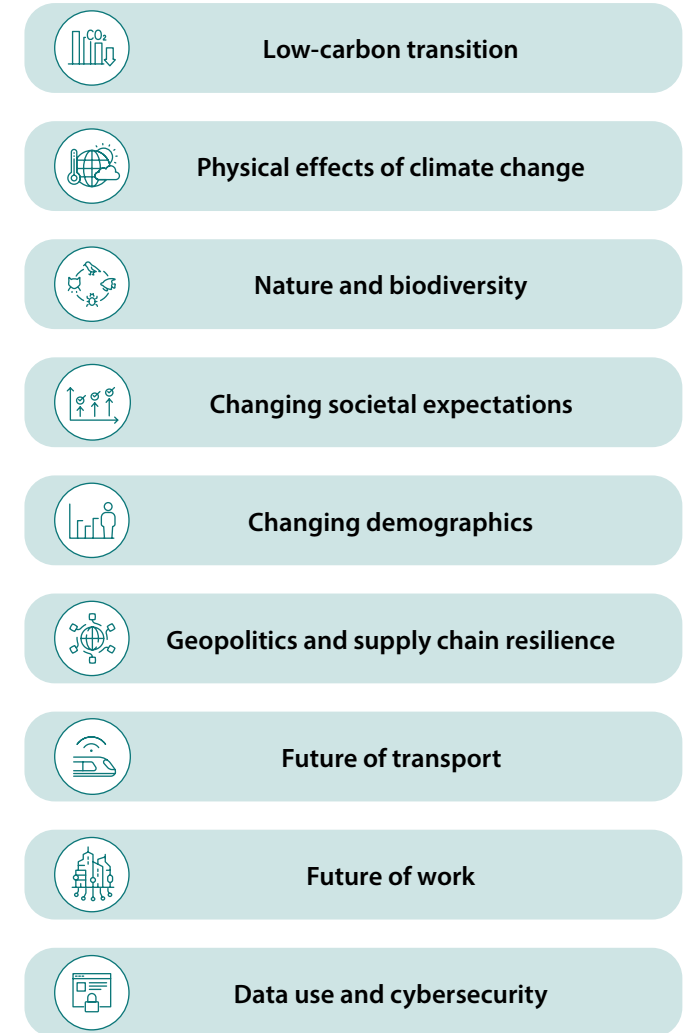 CO₂
Low-carbon transition
Physical effects of climate change
Nature and biodiversity
Changing societal expectations
Changing demographics
Geopolitics and supply chain resilience
Future of transport
Future of work
Data use and cybersecurity